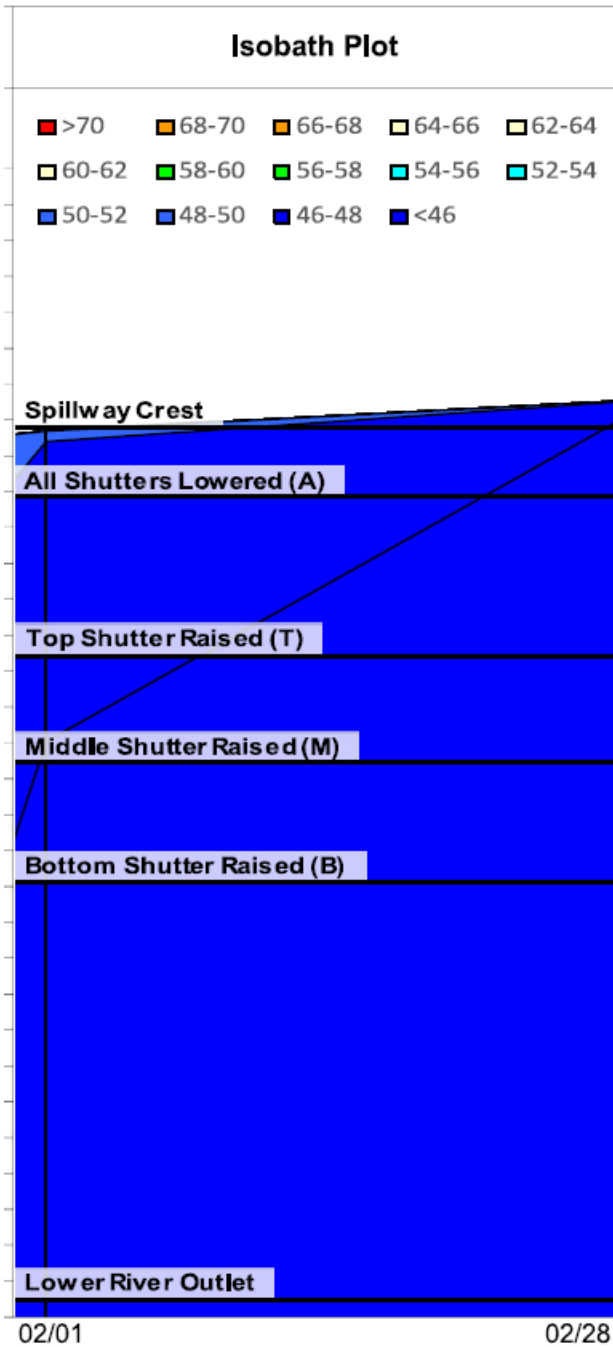 Isobath Plot
>70 68-70 66-68 64-66 62-64
60-62 58-60 56-58 54-56 52-54
50-52 48-50 46-48 <46
Spillway Crest
All Shutters Lowered (A)
Top Shutter Raised (T)
Middle Shutter Raised (M)
Bottom Shutter Raised (B)
Lower River Outlet
02/01 02/28